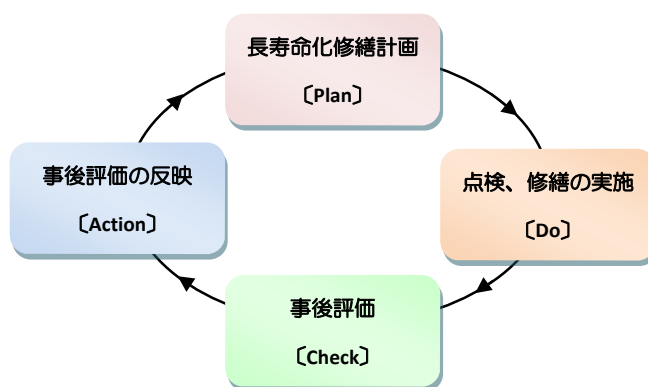 長寿命化修繕計画
〔Plan〕
点検、修繕の実施
〔Do〕
事後評価
〔Check〕
事後評価の反映
〔Action〕